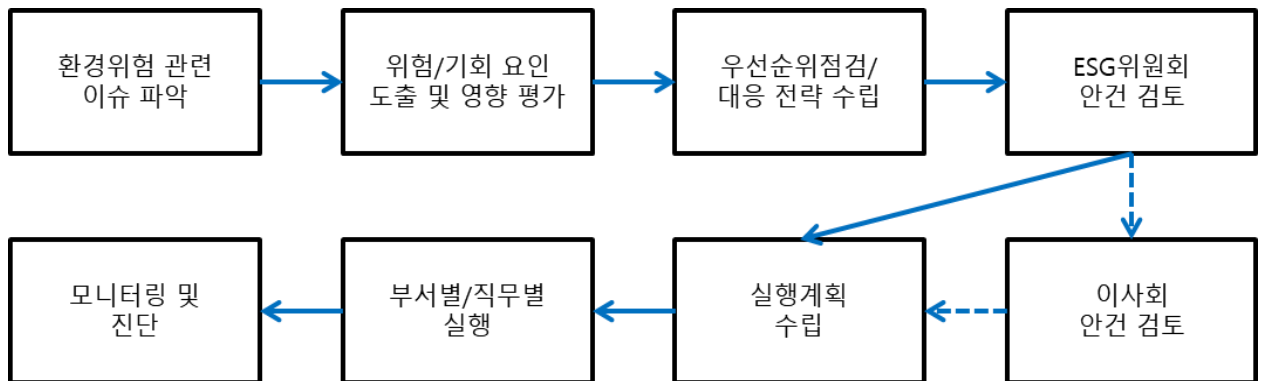 환경위험 관련
이슈 파악
위험/기회 요인
도출 및 영향 평가
우선순위점검/
대응 전략 수립
ESG위원회
안건 검토
모니터링 및
진단
부서별/직무별
실행
실행계획
수립
이사회
안건 검토